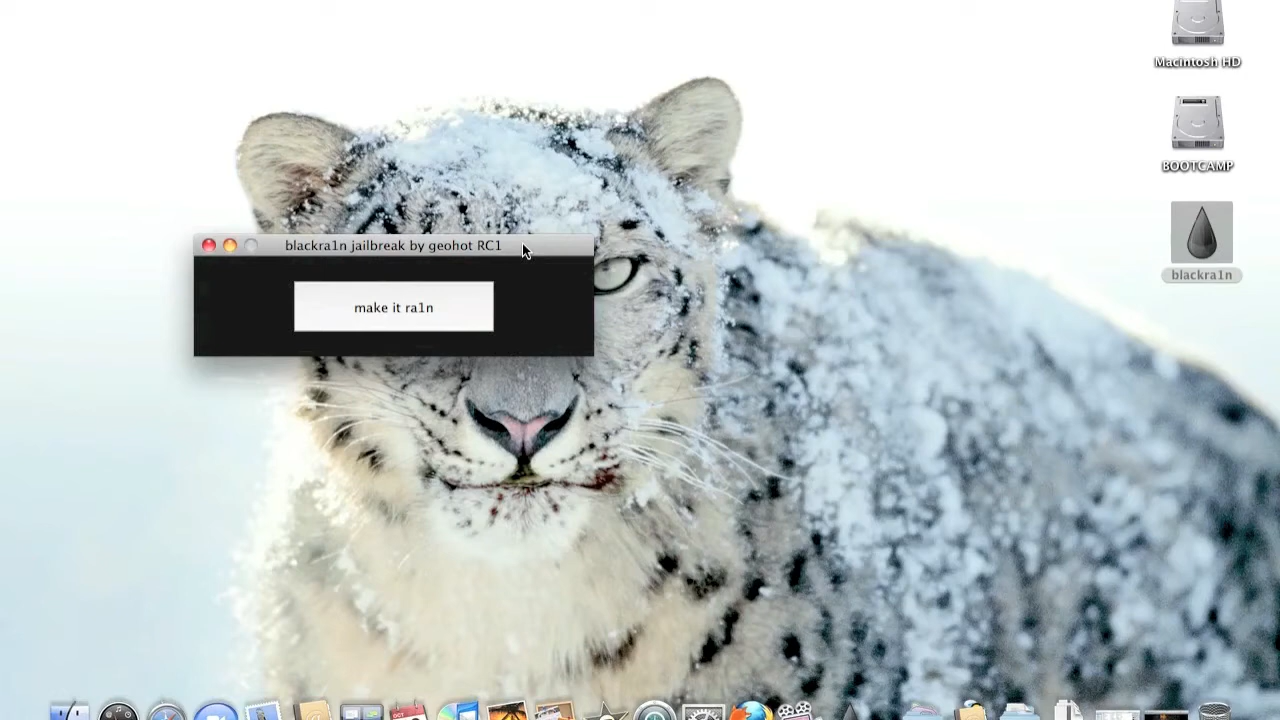 Macintosh HD
BOOTCAMP
blackra1n jailbreak by geohot RC1
make it ra1n
blackra1n